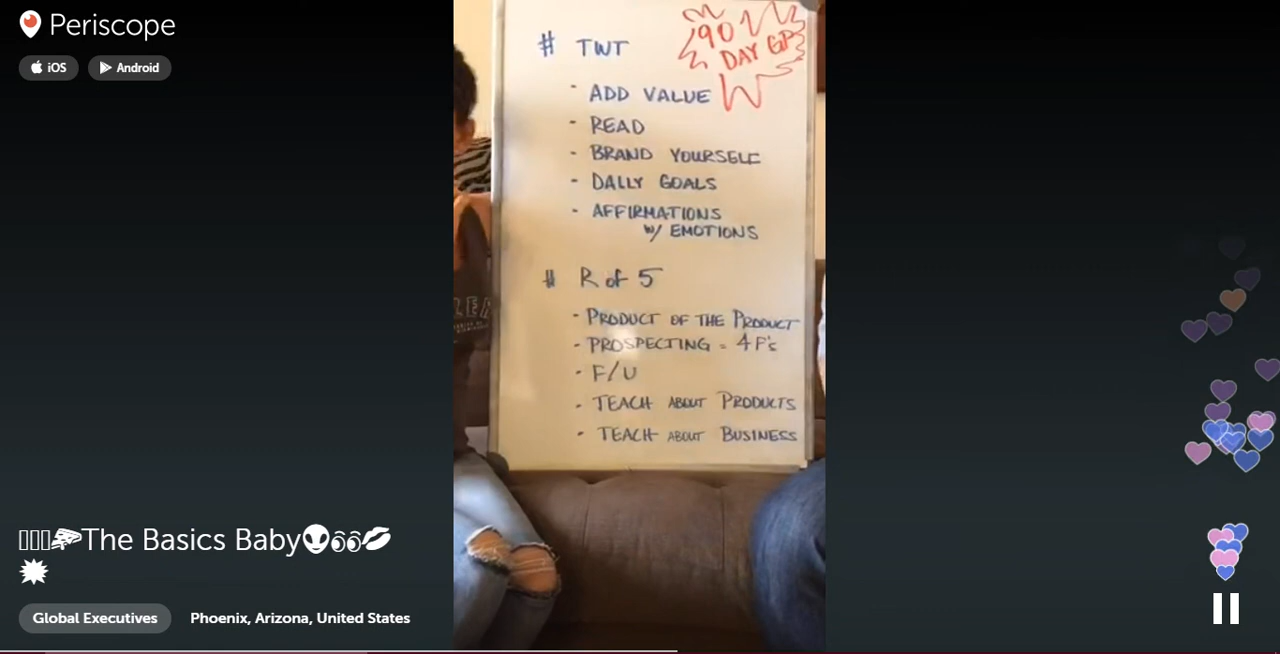 Periscope
iOS
Android
# TWT
90
DAY GP
- ADD VALUE
- READ
- BRAND YOURSELF
- DAILY GOALS
- AFFIRMATIONS
W/ EMOTIONS
# R of 5
- PRODUCT OF THE PRODUCT
- PROSPECTING = 4 F's
- F/U
- TEACH ABOUT PRODUCTS
- TEACH ABOUT BUSINESS
The Basics Baby
Global Executives
Phoenix, Arizona, United States